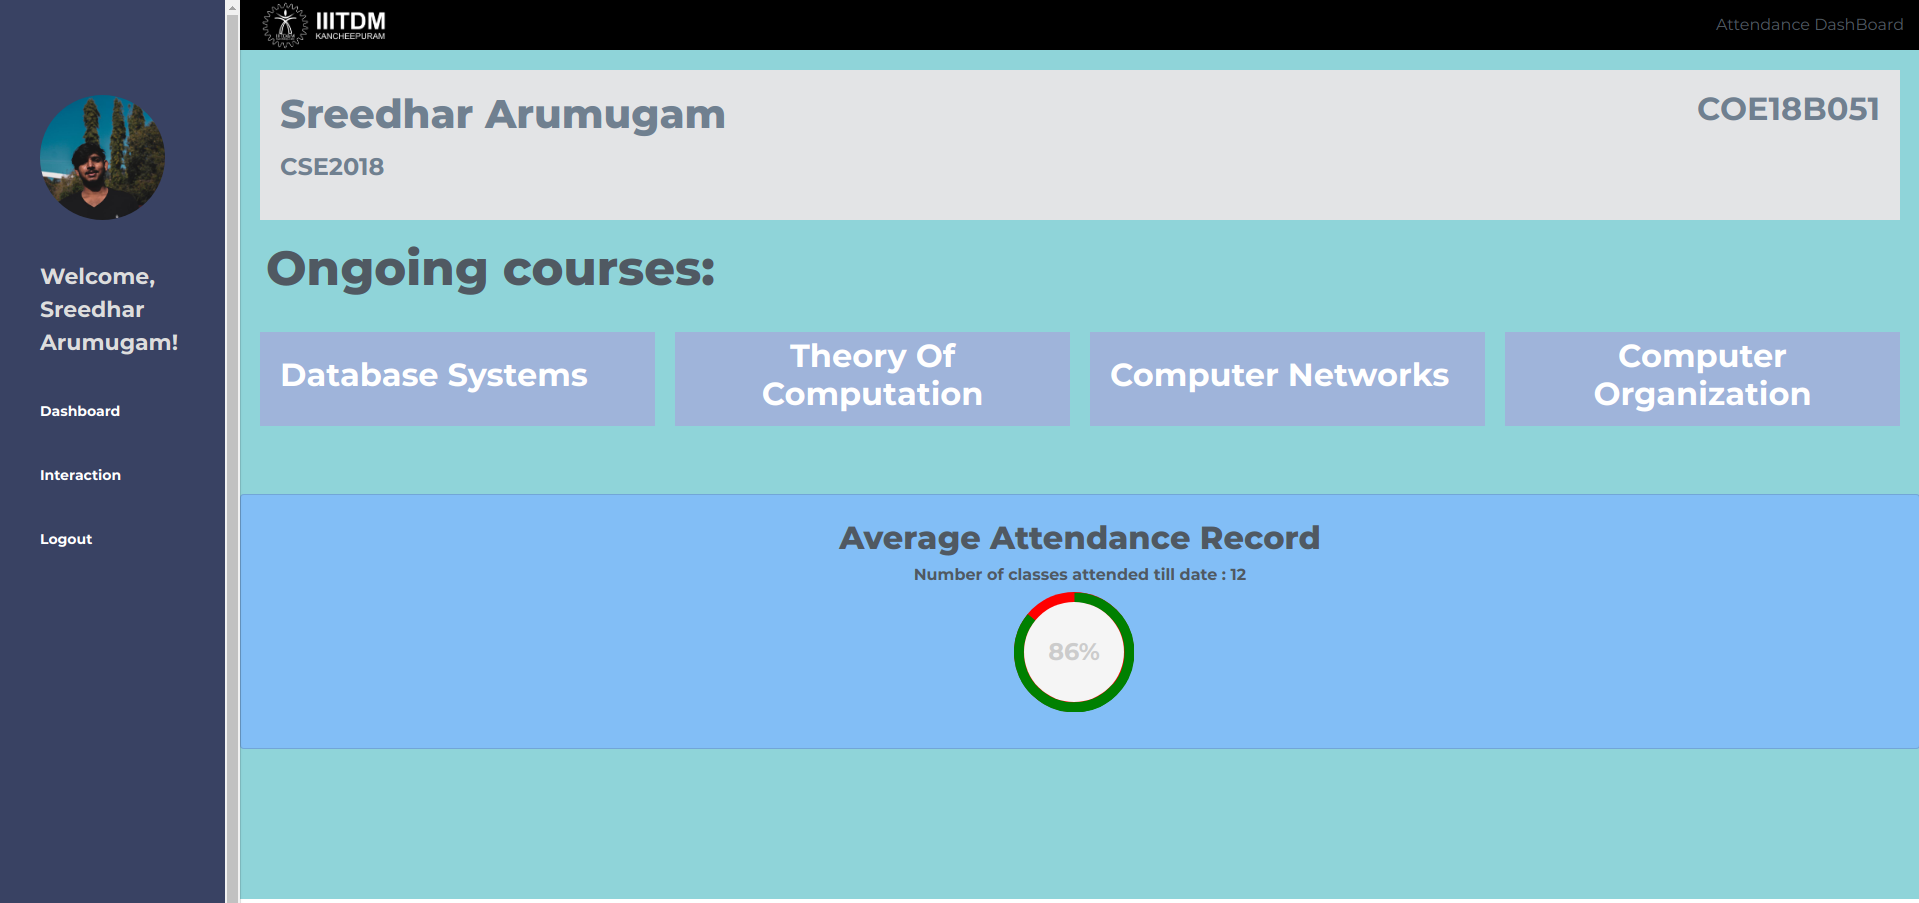 IIITDM
KANCHEEPURAM
Attendance DashBoard
Welcome,
Sreedhar
Arumugam!
Dashboard
Interaction
Logout
Sreedhar Arumugam
COE18B051
CSE2018
Ongoing courses:
Database Systems
Theory Of
Computation
Computer Networks
Computer
Organization
Average Attendance Record
Number of classes attended till date : 12
86%